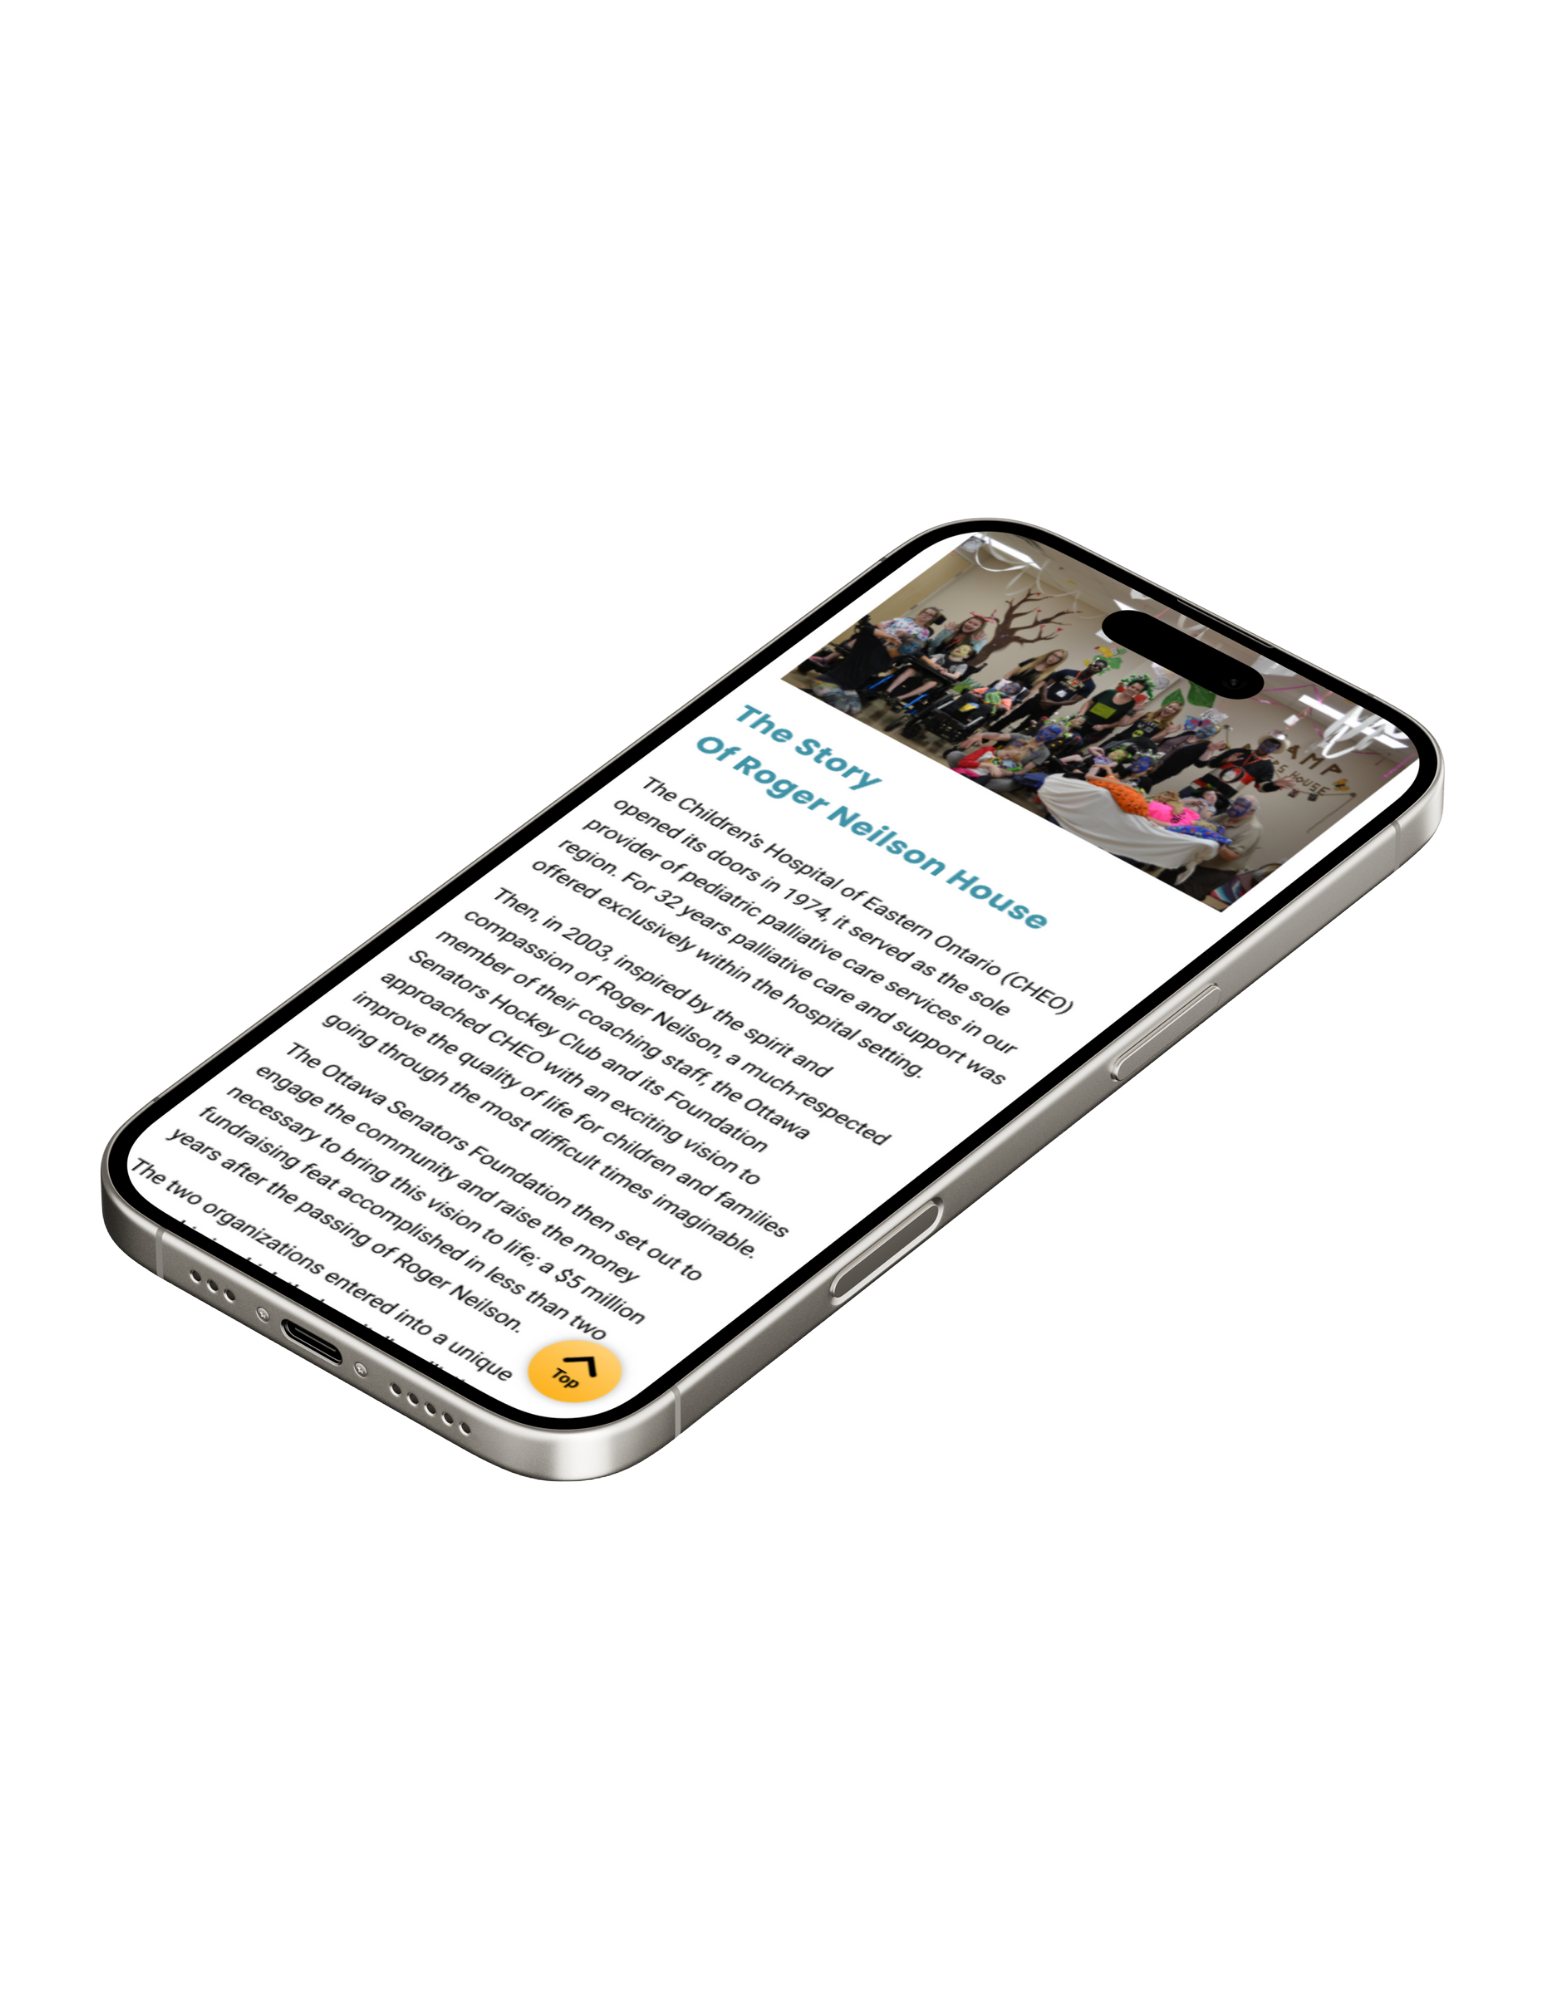 AMP
S HOUSE
The Story
Of Roger Neilson House
The Children's Hospital of Eastern Ontario (CHEO)
opened its doors in 1974, it served as the sole
provider of pediatric palliative care services in our
region. For 32 years palliative care and support was
offered exclusively within the hospital setting.
Then, in 2003, inspired by the spirit and
compassion of Roger Neilson, a much-respected
member of their coaching staff, the Ottawa
Senators Hockey Club and its Foundation
approached CHEO with an exciting vision to
improve the quality of life for children and families
going through the most difficult times imaginable.
The Ottawa Senators Foundation then set out to
engage the community and raise the money
necessary to bring this vision to life; a $5 million
fundraising feat accomplished in less than two
years after the passing of Roger Neilson.
The two organizations entered into a unique
Top